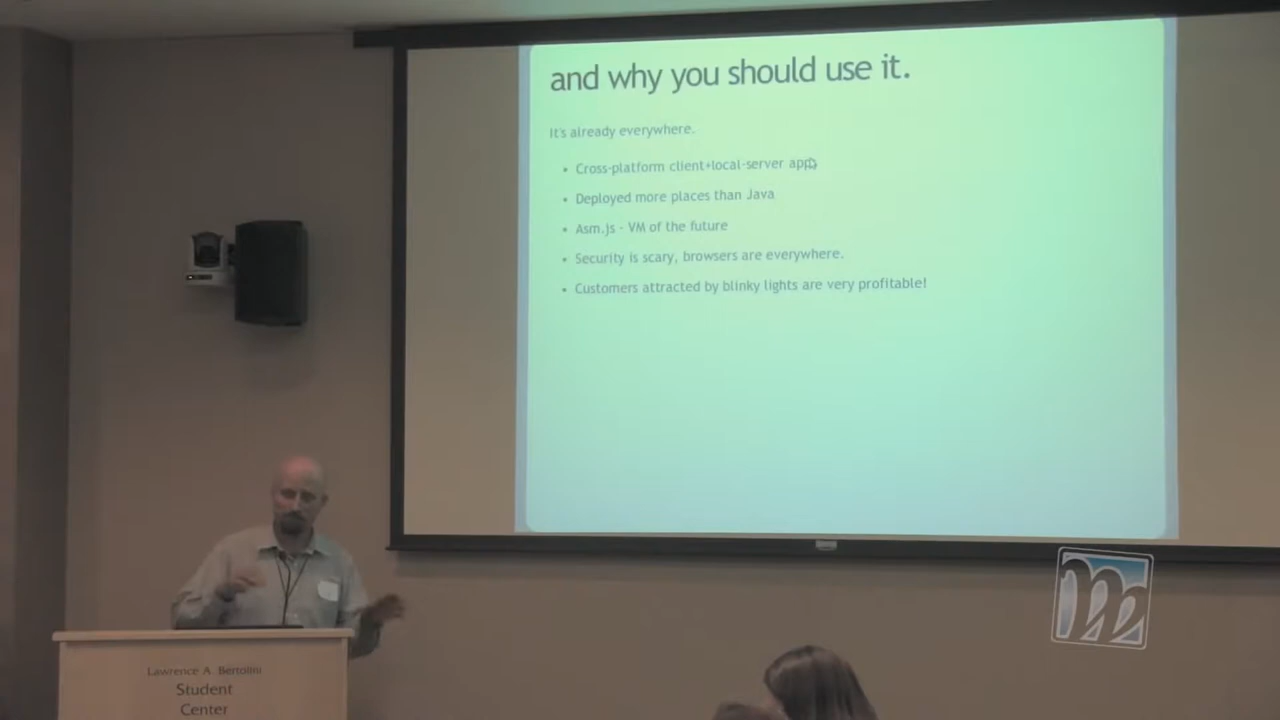 and why you should use it.
It's already everywhere.
• Cross-platform client+local-server app
• Deployed more places than Java
• Asm.js - VM of the future
• Security is scary, browsers are everywhere.
• Customers attracted by blinky lights are very profitable!
Lawrence A. Bertolini
Student
Center